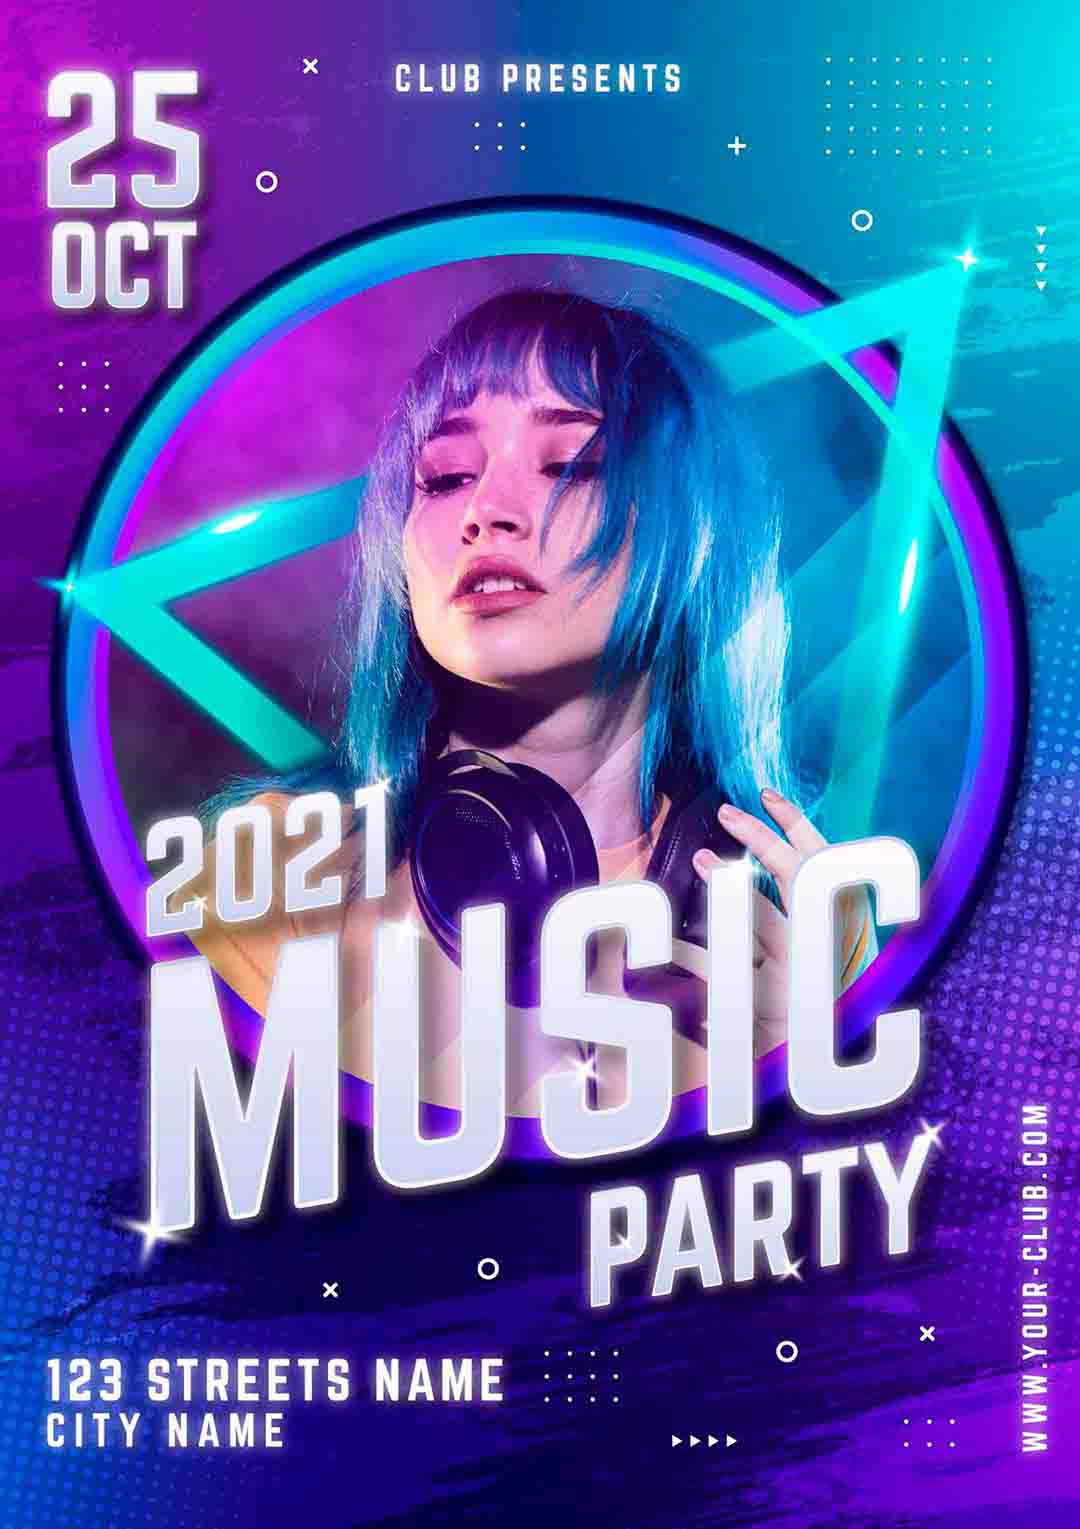 25
OCT
CLUB PRESENTS
2021
MUSIC
PARTY
123 STREETS NAME
CITY NAME
WWW.YOUR-CLUB.COM